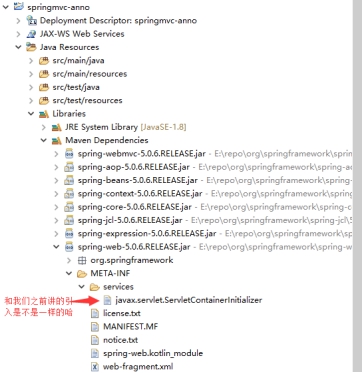 springmvc-anno
Deployment Descriptor: springmvc-anno
JAX-WS Web Services
Java Resources
src/main/java
src/main/resources
src/test/java
src/test/resources
Libraries
JRE System Library [JavaSE-1.8]
Maven Dependencies
spring-webmvc-5.0.6.RELEASE.jar - E:\repo\org\springframework\sprin
spring-aop-5.0.6.RELEASE.jar - E:\repo\org\springframework\spring-ac
spring-beans-5.0.6.RELEASE.jar - E:\repo\org\springframework\spring-
spring-context-5.0.6.RELEASE.jar - E:\repo\org\springframework\sprin
spring-core-5.0.6.RELEASE.jar - E:\repo\org\springframework\spring-c
spring-jcl-5.0.6.RELEASE.jar - E:\repo\org\springframework\spring-jcl\5
spring-expression-5.0.6.RELEASE.jar - E:\repo\org\springframework\sp
spring-web-5.0.6.RELEASE.jar - E:\repo\org\springframework\spring-w
org.springframework
META-INF
services
和我们之前讲的引
入是不是一样的哈
javax.servlet.ServletContainerInitializer
license.txt
MANIFEST.MF
notice.txt
spring-web.kotlin_module
web-fragment.xml